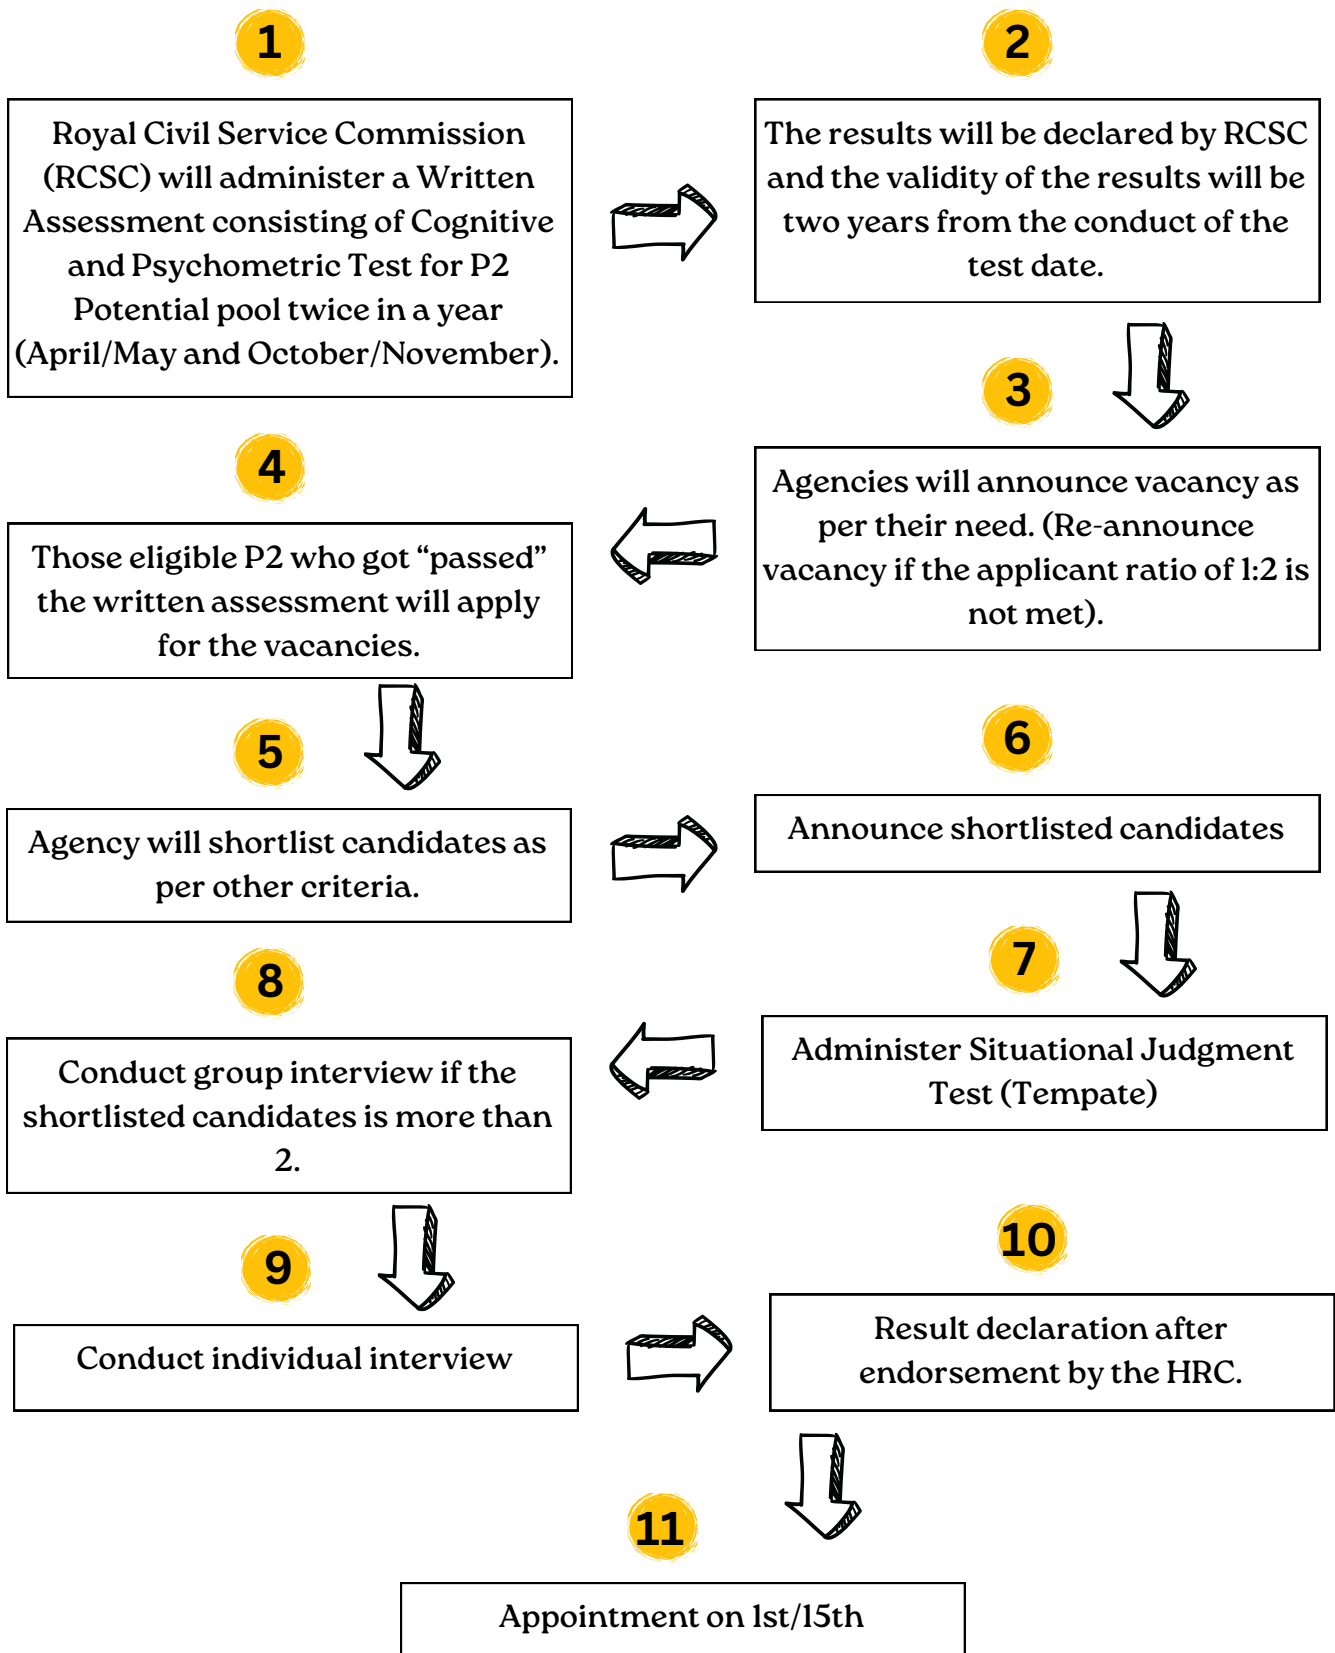 1
Royal Civil Service Commission
(RCSC) will administer a Written
Assessment consisting of Cognitive
and Psychometric Test for P2
Potential pool twice in a year
(April/May and October/November).
2
The results will be declared by RCSC
and the validity of the results will be
two years from the conduct of the
test date.
3
Agencies will announce vacancy as
per their need. (Re-announce
vacancy if the applicant ratio of 1:2 is
not met).
4
Those eligible P2 who got “passed”
the written assessment will apply
for the vacancies.
5
Agency will shortlist candidates as
per other criteria.
6
Announce shortlisted candidates
7
Administer Situational Judgment
Test (Tempate)
8
Conduct group interview if the
shortlisted candidates is more than
2.
9
Conduct individual interview
10
Result declaration after
endorsement by the HRC.
11
Appointment on 1st/15th